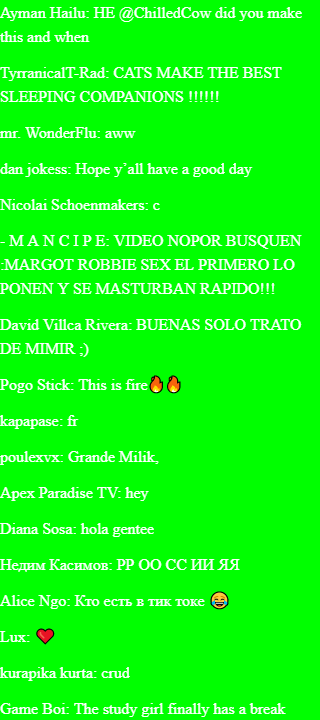 Ayman Hailu: HE @ChilledCow did you make
this and when
TyrranicalT-Rad: CATS MAKE THE BEST
SLEEPING COMPANIONS !!!!!!
mr. WonderFlu: aww
dan jokess: Hope y`all have a good day
Nicolai Schoenmakers: c
- M A N C I P E: VIDEO NOPOR BUSQUEN
:MARGOT ROBBIE SEX EL PRIMERO LO
PONEN Y SE MASTURBAN RAPIDO!!!
David Villca Rivera: BUENAS SOLO TRATO
DE MIMIR ;)
Pogo Stick: This is fire🔥🔥
kapapase: fr
poulexvx: Grande Milik,
Apex Paradise TV: hey
Diana Sosa: hola gentee
Недим Касимов: РР ОО СС ИИ ЯЯ
Alice Ngo: Кто есть в тик токе 😂
Lux: ❤️
kurapika kurta: crud
Game Boi: The study girl finally has a break